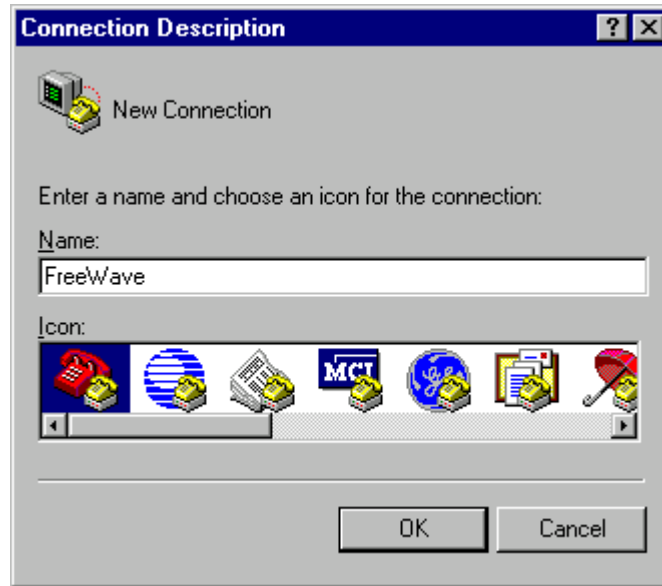 Connection Description
New Connection
Enter a name and choose an icon for the connection:
Name:
FreeWave
Icon:
MCI
OK
Cancel